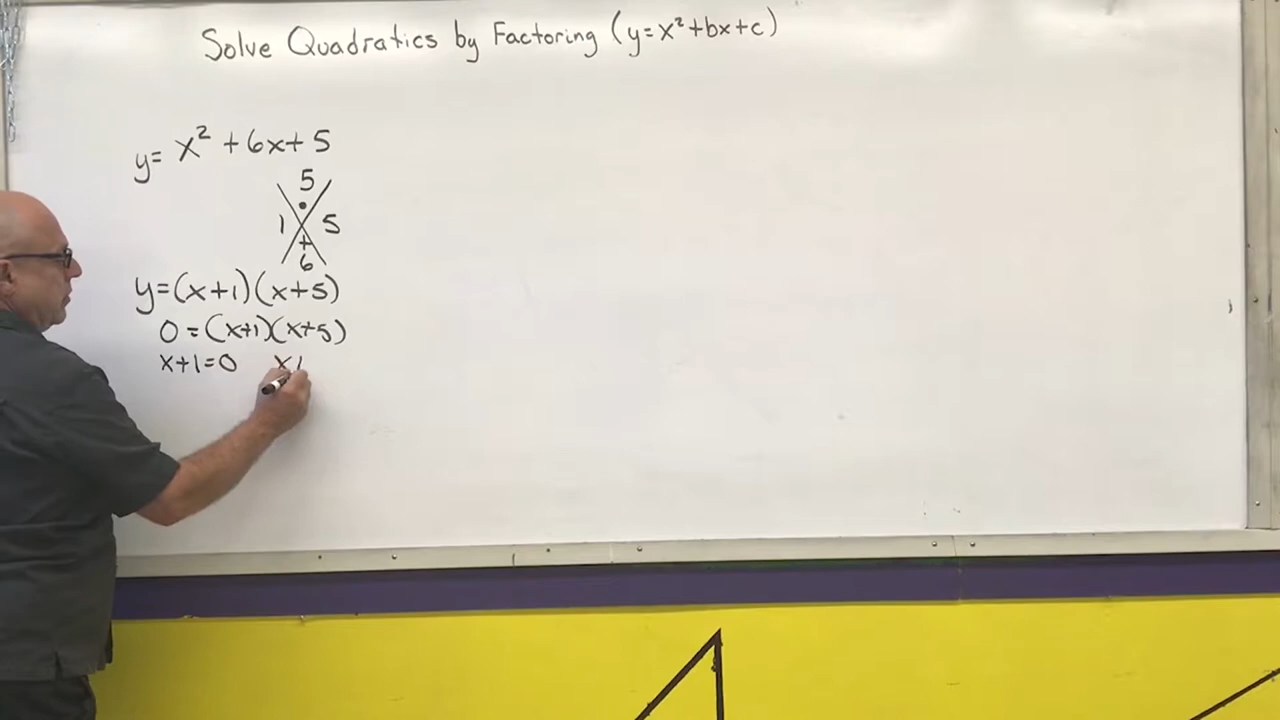 Solve Quadratics by Factoring (y=x²+bx+c)
y= x² + 6x + 5
5
•
1 5
+
6
y=(x+1)(x+5)
0 = (x+1)(x+5)
x+1=0 x